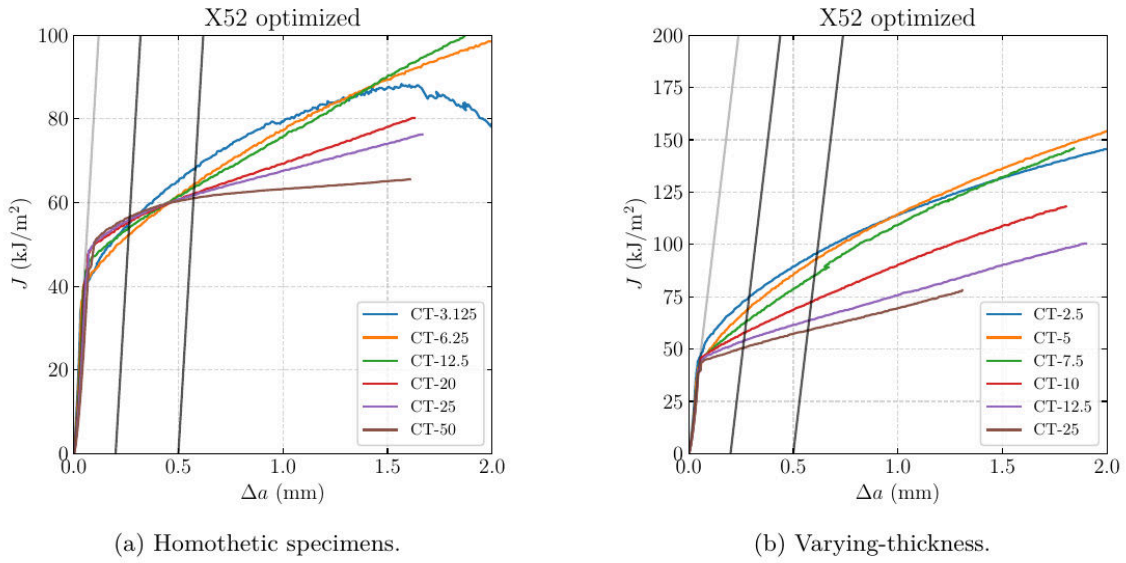 X52 optimized
100
80
60
40
20
0
J (kJ/m²)
0.0 0.5 1.0 1.5 2.0
Δa (mm)
CT-3.125
CT-6.25
CT-12.5
CT-20
CT-25
CT-50
(a) Homothetic specimens.
X52 optimized
200
175
150
125
100
75
50
25
0
J (kJ/m²)
0.0 0.5 1.0 1.5 2.0
Δa (mm)
CT-2.5
CT-5
CT-7.5
CT-10
CT-12.5
CT-25
(b) Varying-thickness.